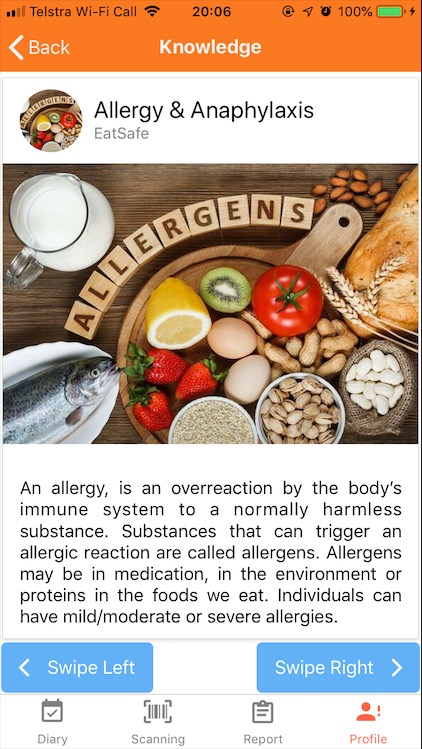 Telstra Wi-Fi Call 20:06 100%
Back Knowledge
Allergy & Anaphylaxis
EatSafe
ALLERGENS
An allergy, is an overreaction by the body's
immune system to a normally harmless
substance. Substances that can trigger an
allergic reaction are called allergens. Allergens
may be in medication, in the environment or
proteins in the foods we eat. Individuals can
have mild/moderate or severe allergies.
Swipe Left Swipe Right
Diary Scanning Report Profile